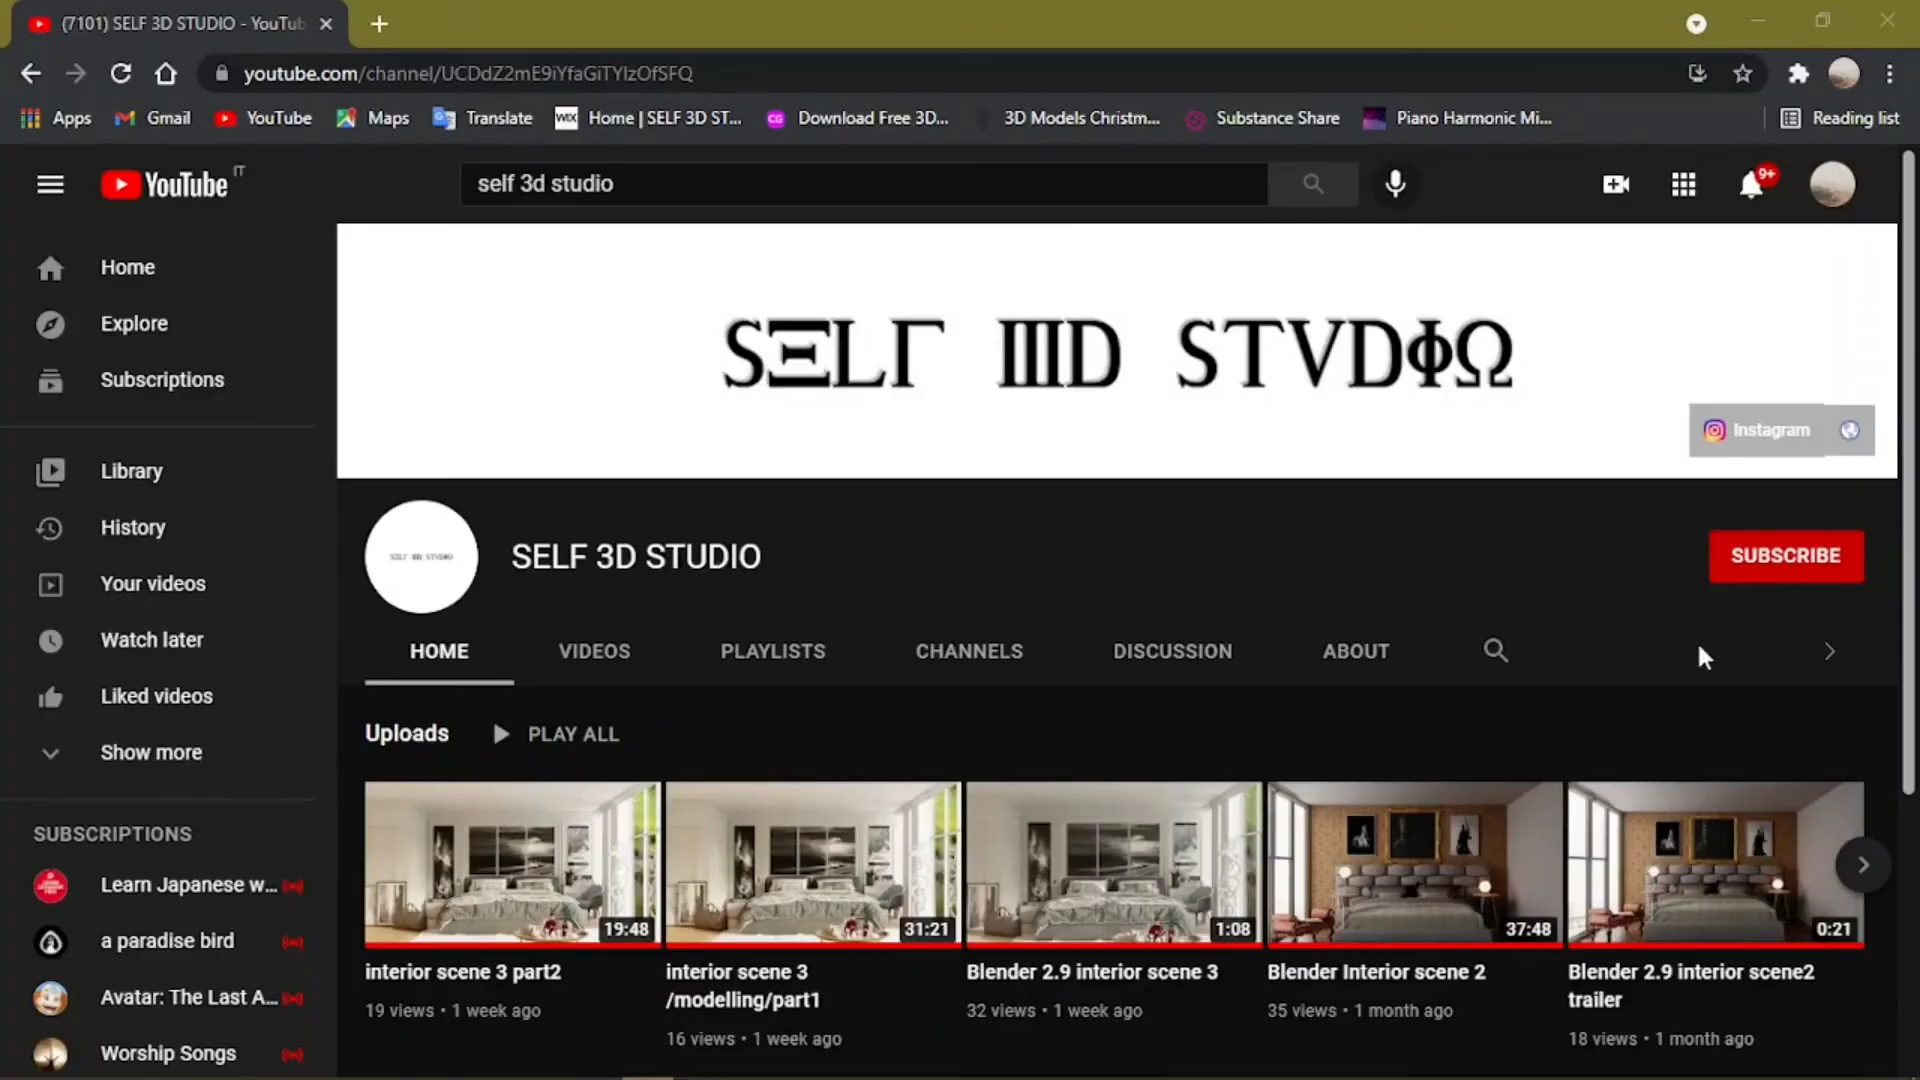 (7101) SELF 3D STUDIO - YouTub
youtube.com/channel/UCDdZ2mE9iYfaGiTYIzOfSFQ
Apps
Gmail
YouTube
Maps
Translate
WIX
Home | SELF 3D ST...
CG
Download Free 3D...
3D Models Christm...
Substance Share
Piano Harmonic Mi...
Reading list
YouTube IT
self 3d studio
9+
Home
Explore
Subscriptions
Library
History
Your videos
Watch later
Liked videos
Show more
SUBSCRIPTIONS
Learn Japanese w...
a paradise bird
Avatar: The Last A...
Worship Songs
SΞLΓ IIID STVDΦΩ
Instagram
SΞLΓ IIID STVDΦΩ
SELF 3D STUDIO
SUBSCRIBE
HOME
VIDEOS
PLAYLISTS
CHANNELS
DISCUSSION
ABOUT
Uploads
PLAY ALL
19:48
interior scene 3 part2
19 views • 1 week ago
31:21
interior scene 3
/modelling/part1
16 views • 1 week ago
1:08
Blender 2.9 interior scene 3
32 views • 1 week ago
37:48
Blender Interior scene 2
35 views • 1 month ago
0:21
Blender 2.9 interior scene2
trailer
18 views • 1 month ago